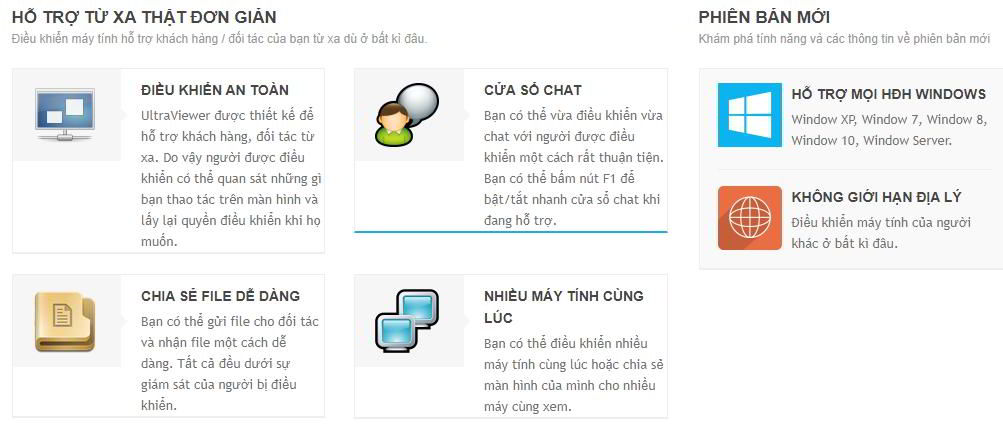 HỖ TRỢ TỪ XA THẬT ĐƠN GIẢN
Điều khiển máy tính hỗ trợ khách hàng / đối tác của bạn từ xa dù ở bất kì đâu.
ĐIỀU KHIỂN AN TOÀN
UltraViewer được thiết kế để
hỗ trợ khách hàng, đối tác từ
xa. Do vậy người được điều
khiển có thể quan sát những gì
bạn thao tác trên màn hình và
lấy lại quyền điều khiển khi họ
muốn.
CỬA SỔ CHAT
Bạn có thể vừa điều khiển vừa
chat với người được điều
khiển một cách rất thuận tiện.
Bạn có thể bấm nút F1 để
bật/tắt nhanh cửa sổ chat khi
đang hỗ trợ.
CHIA SẺ FILE DỄ DÀNG
Bạn có thể gửi file cho đối tác
và nhận file một cách dễ
dàng. Tất cả đều dưới sự
giám sát của người bị điều
khiển.
NHIỀU MÁY TÍNH CÙNG
LÚC
Bạn có thể điều khiển nhiều
máy tính cùng lúc hoặc chia sẻ
màn hình của mình cho nhiều
máy cùng xem.
PHIÊN BẢN MỚI
Khám phá tính năng và các thông tin về phiên bản mới
HỖ TRỢ MỌI HĐH WINDOWS
Window XP, Window 7, Window 8,
Window 10, Window Server.
KHÔNG GIỚI HẠN ĐỊA LÝ
Điều khiển máy tính của người
khác ở bất kì đâu.